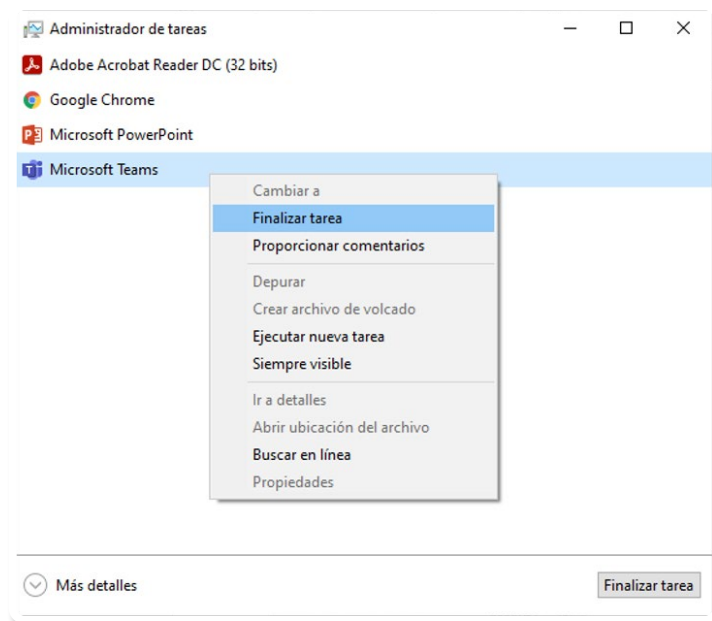 Administrador de tareas
Adobe Acrobat Reader DC (32 bits)
Google Chrome
Microsoft PowerPoint
Microsoft Teams
Cambiar a
Finalizar tarea
Proporcionar comentarios
Depurar
Crear archivo de volcado
Ejecutar nueva tarea
Siempre visible
Ir a detalles
Abrir ubicación del archivo
Buscar en línea
Propiedades
Más detalles
Finalizar tarea